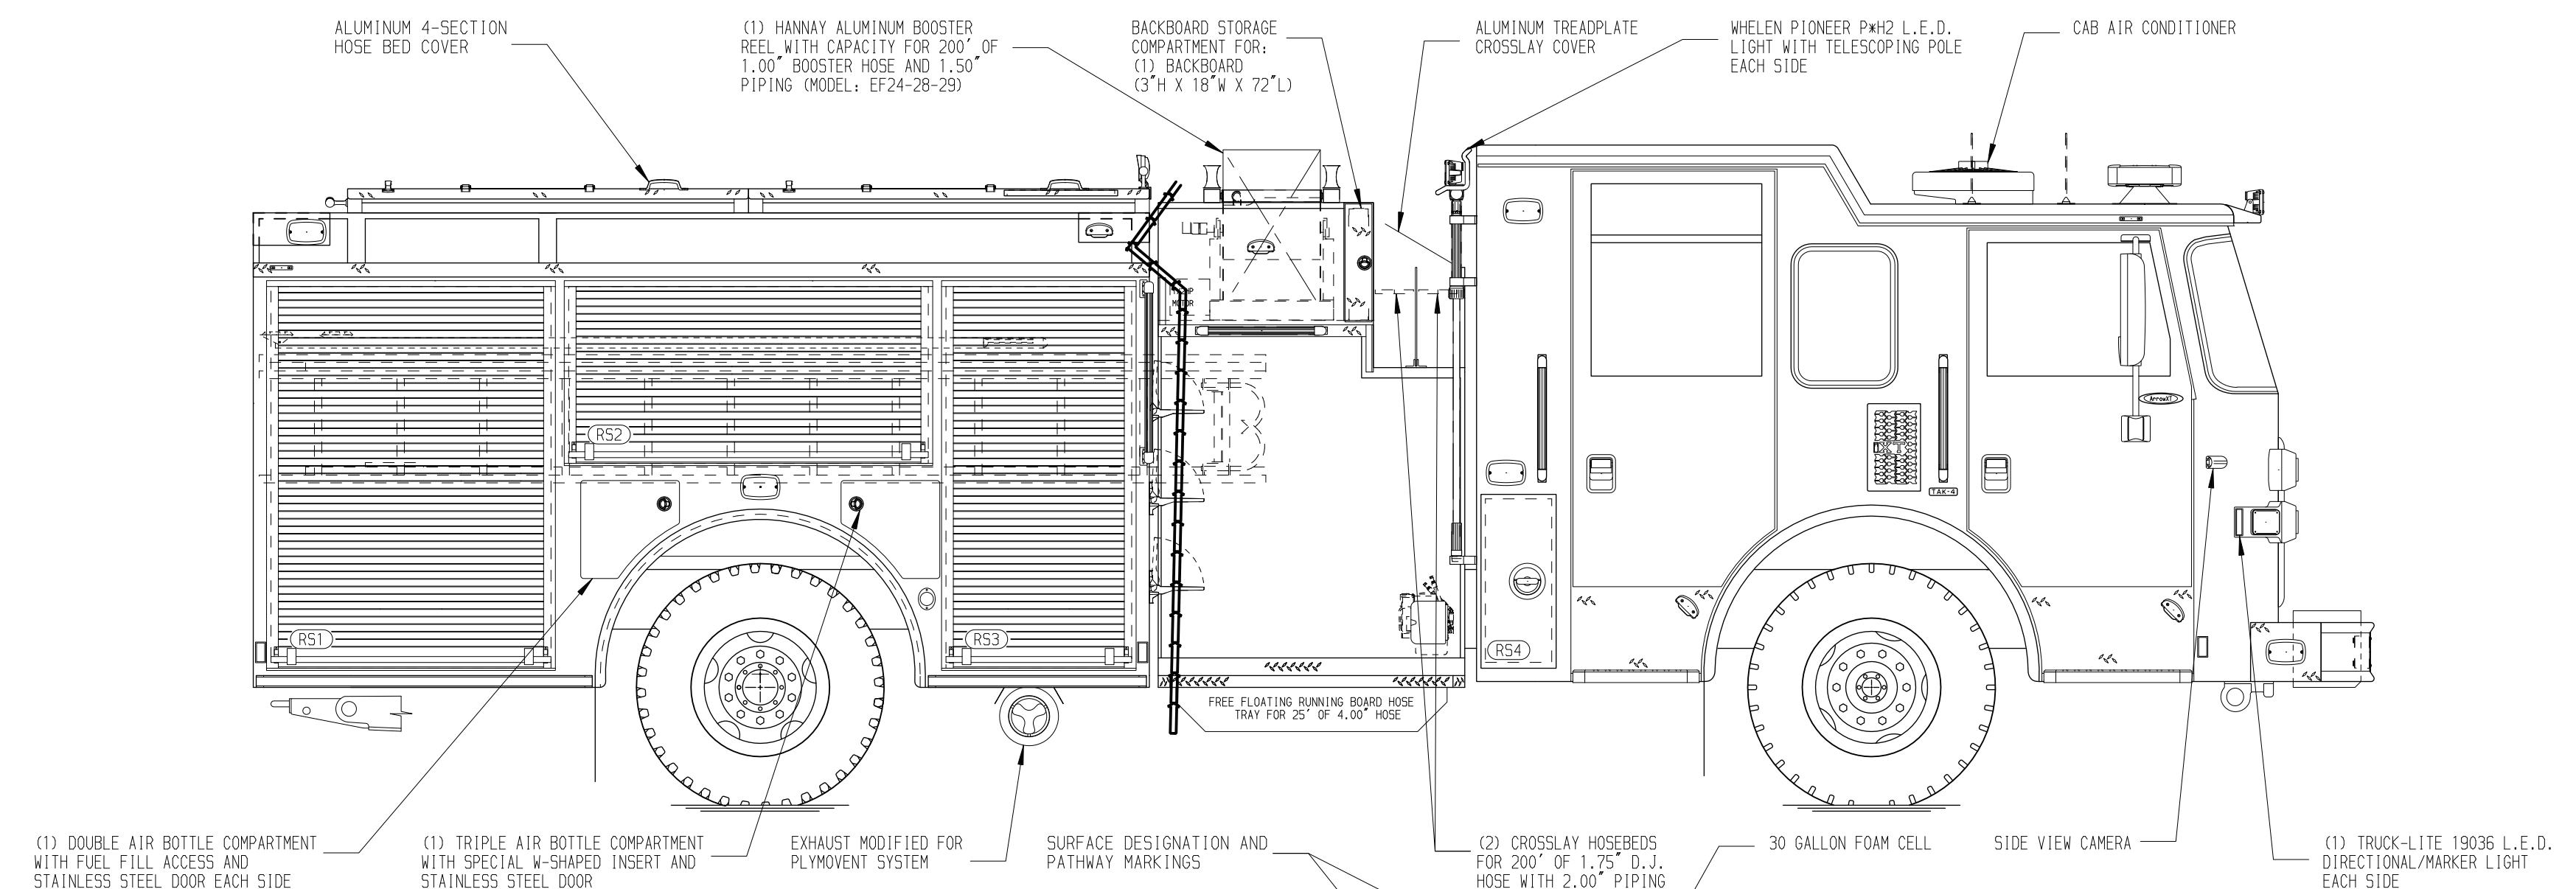 ALUMINUM 4-SECTION
HOSE BED COVER
(1) HANNAY ALUMINUM BOOSTER
REEL WITH CAPACITY FOR 200' OF
1.00" BOOSTER HOSE AND 1.50"
PIPING (MODEL: EF24-28-29)
BACKBOARD STORAGE
COMPARTMENT FOR:
(1) BACKBOARD
(3"H X 18"W X 72"L)
ALUMINUM TREADPLATE
CROSSLAY COVER
WHELEN PIONEER P*H2 L.E.D.
LIGHT WITH TELESCOPING POLE
EACH SIDE
CAB AIR CONDITIONER
MOTOR
ArrowXT
RS2
TAK-4
RS1
RS3
RS4
FREE FLOATING RUNNING BOARD HOSE
TRAY FOR 25' OF 4.00" HOSE
(1) DOUBLE AIR BOTTLE COMPARTMENT
WITH FUEL FILL ACCESS AND
STAINLESS STEEL DOOR EACH SIDE
(1) TRIPLE AIR BOTTLE COMPARTMENT
WITH SPECIAL W-SHAPED INSERT AND
STAINLESS STEEL DOOR
EXHAUST MODIFIED FOR
PLYMOVENT SYSTEM
SURFACE DESIGNATION AND
PATHWAY MARKINGS
(2) CROSSLAY HOSEBEDS
FOR 200' OF 1.75" D.J.
HOSE WITH 2.00" PIPING
30 GALLON FOAM CELL
SIDE VIEW CAMERA
(1) TRUCK-LITE 19036 L.E.D.
DIRECTIONAL/MARKER LIGHT
EACH SIDE